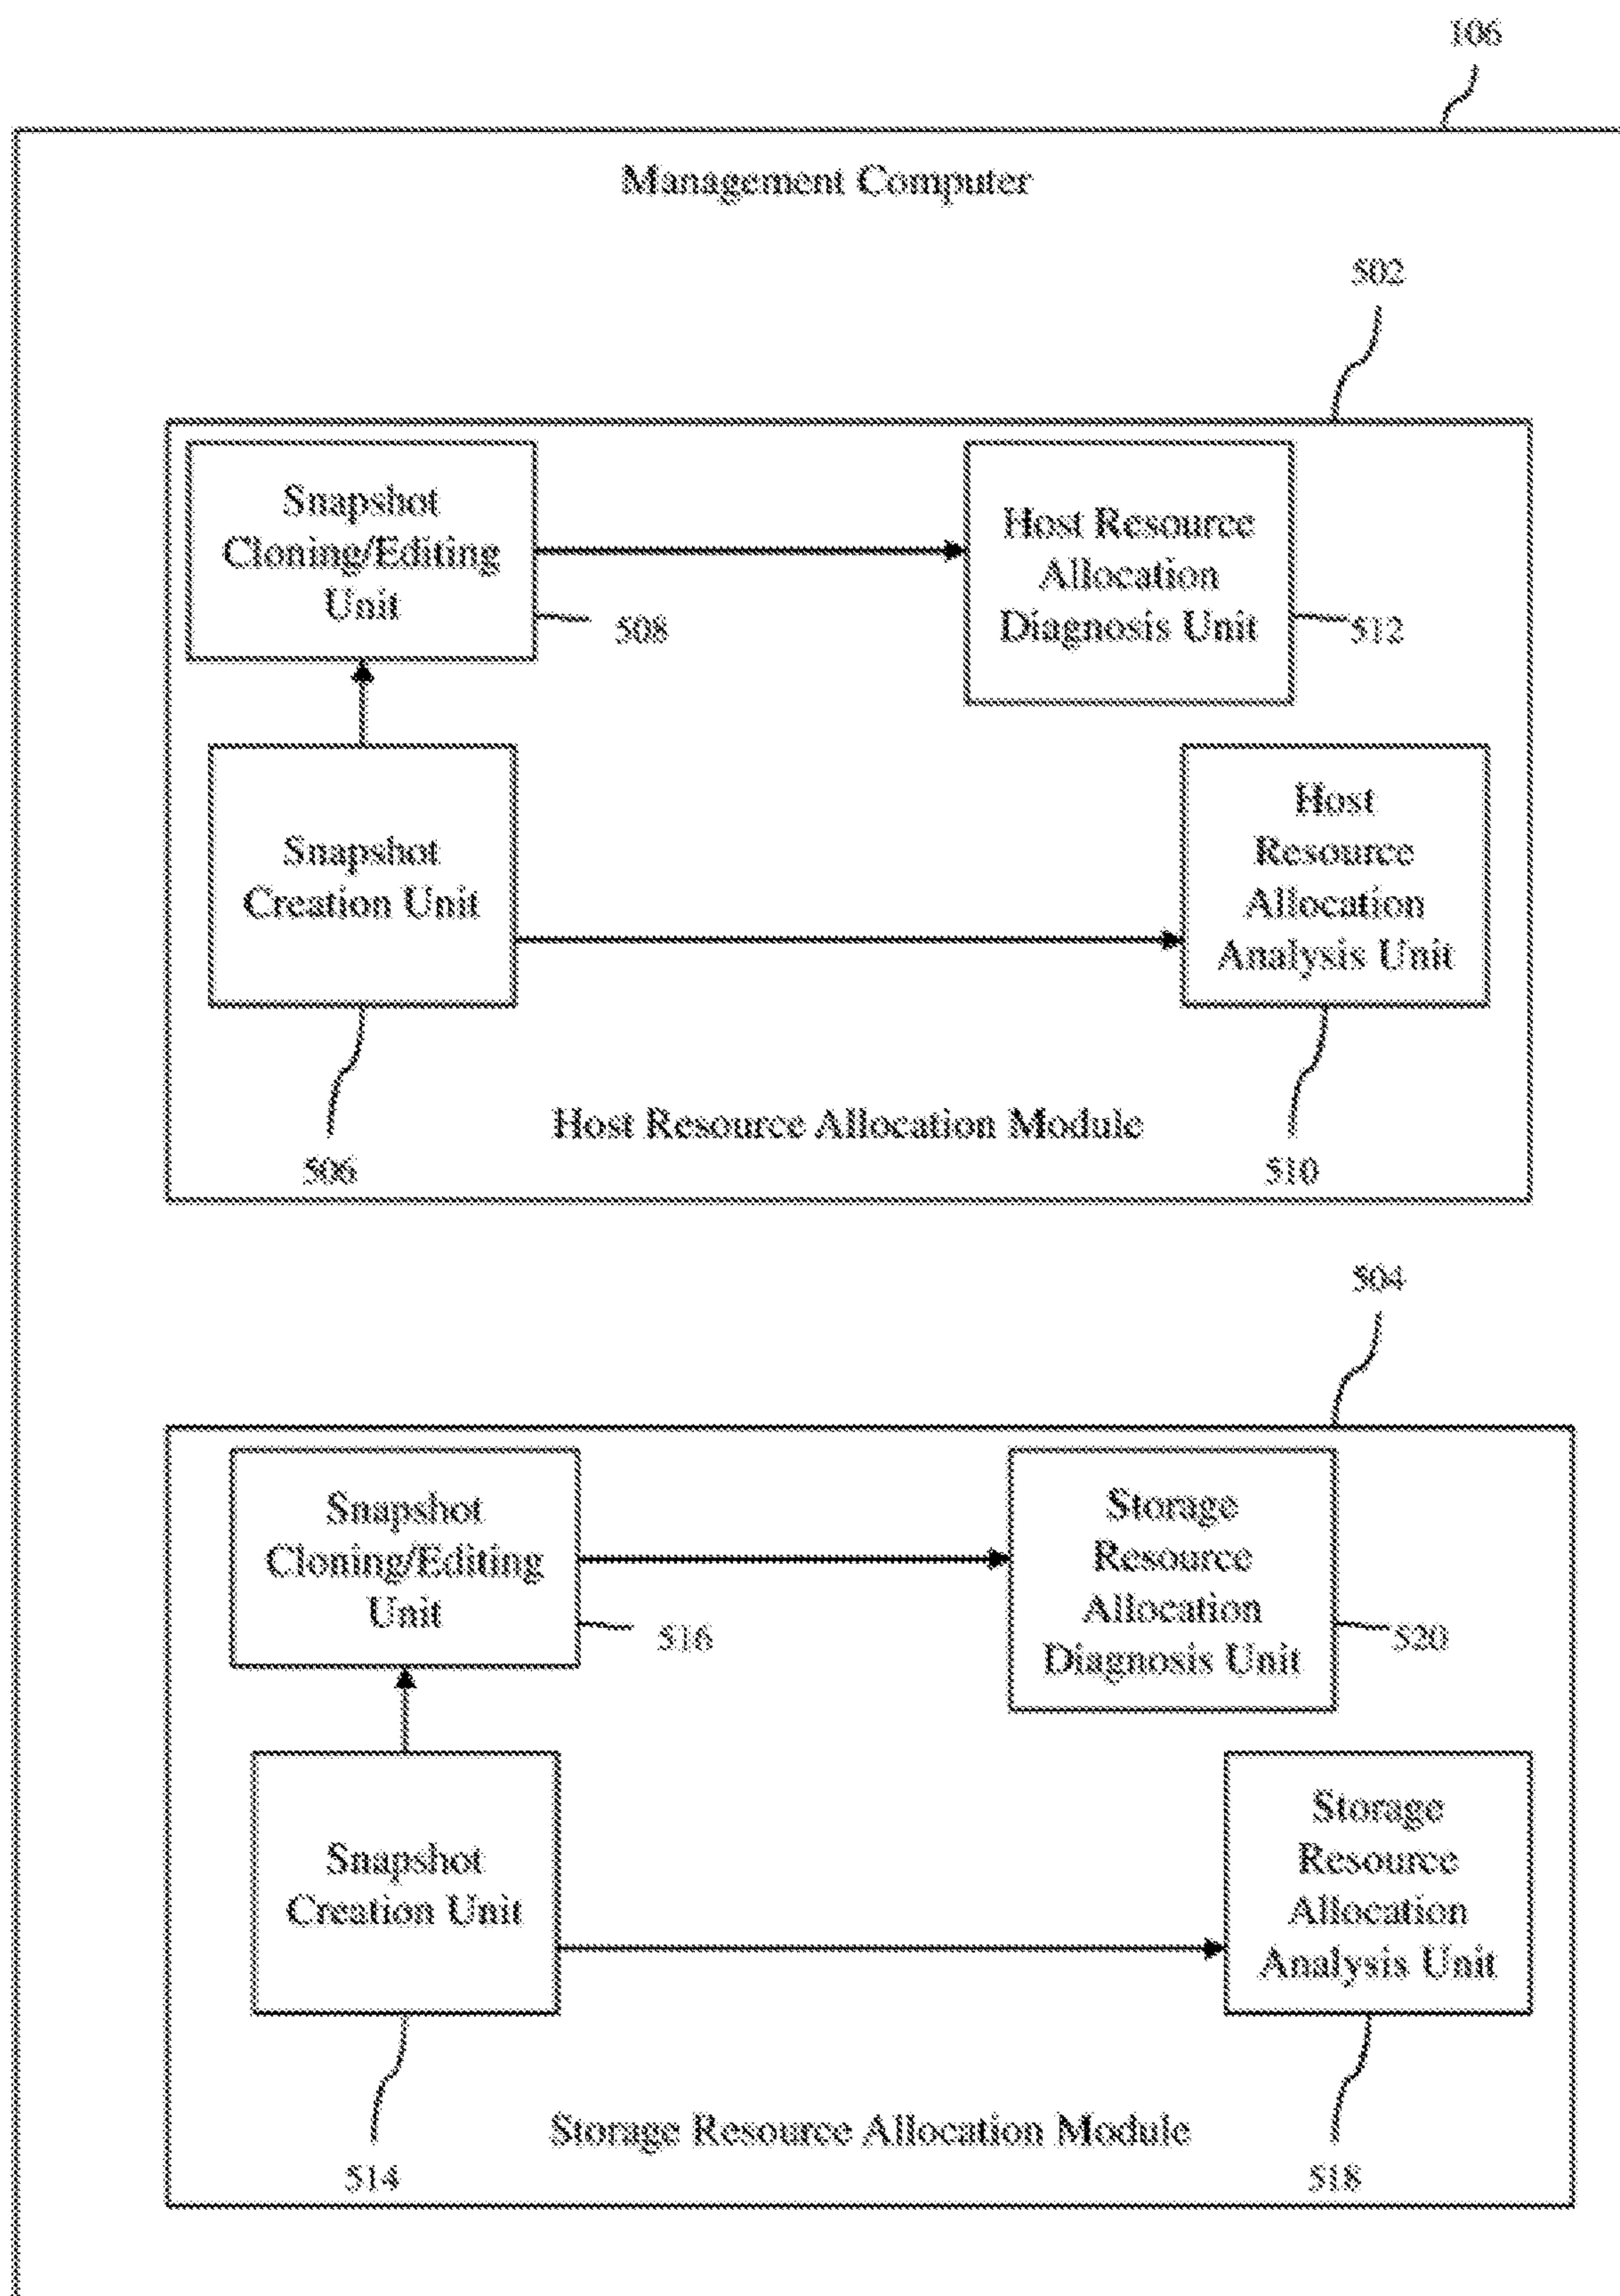 106
Management Computer
502
Snapshot
Cloning/Editing
Unit
508
Host Resource
Allocation
Diagnosis Unit
512
Snapshot
Creation Unit
506
Host
Resource
Allocation
Analysis Unit
510
Host Resource Allocation Module
504
Snapshot
Cloning/Editing
Unit
516
Storage
Resource
Allocation
Diagnosis Unit
520
Snapshot
Creation Unit
514
Storage
Resource
Allocation
Analysis Unit
518
Storage Resource Allocation Module